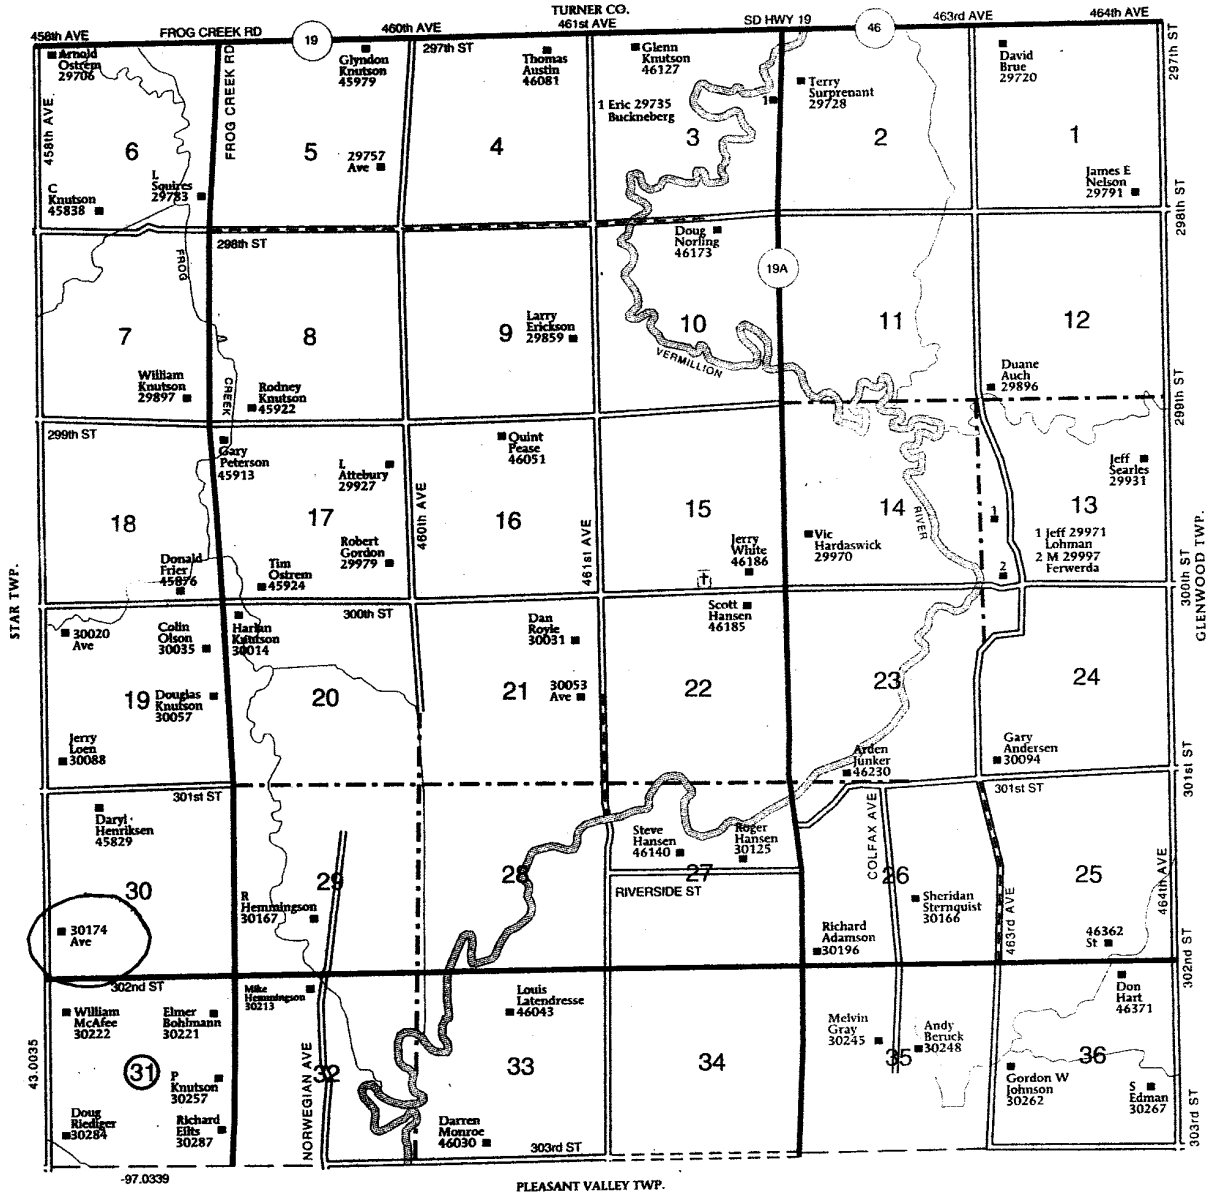 TURNER CO.
458th AVE
FROG CREEK RD
19
460th AVE
461st AVE
SD HWY 19
46
463rd AVE
464th AVE
297th ST
297th ST
Arnold
Ostrem
29706
458th AVE.
FROG CREEK RD
Glyndon
Knutson
45979
Thomas
Austin
46081
Glenn
Knutson
46127
1 Eric 29735
Buckneberg
1
Terry
Surprenant
29728
David
Brue
29720
6
5
4
3
2
1
29757
Ave
C
Knutson
45838
L
Squires
29783
James E
Nelson
29791
298th ST
298th ST
FROG
Doug
Norling
46173
19A
7
8
9
10
11
12
Larry
Erickson
29859
VERMILLION
William
Knutson
29897
CREEK
Rodney
Knutson
45922
Duane
Auch
29896
299th ST
299th ST
Gary
Peterson
45913
L
Attebury
29927
Quint
Pease
46051
Jeff
Searles
29931
18
17
16
15
14
13
460th AVE
461st AVE
RIVER
1
1 Jeff 29971
Lohman
2 M 29997
Ferwerda
2
Robert
Gordon
29979
Jerry
White
46186
Vic
Hardaswick
29970
Donald
Frier
45876
Tim
Ostrem
45924
STAR TWP.
GLENWOOD TWP.
300th ST
300th ST
30020
Ave
Colin
Olson
30035
Harlan
Knutson
30014
Dan
Royle
30031
Scott
Hansen
46185
19
Douglas
Knutson
30057
20
21
30053
Ave
22
23
24
Jerry
Loen
30088
Arden
Junker
46230
Gary
Andersen
30094
301st ST
301st ST
301st ST
Daryl
Henriksen
45829
Steve
Hansen
46140
Roger
Hansen
30125
COLFAX AVE
464th AVE
30
29
28
27
26
25
RIVERSIDE ST
R
Hemmingson
30167
Sheridan
Sternquist
30166
463rd AVE
30174
Ave
Richard
Adamson
30196
46362
St
302nd ST
302nd ST
Mike
Hemmingson
30213
Louis
Latendresse
46043
Don
Hart
46371
William
McAfee
30222
Elmer
Bohlmann
30221
Melvin
Gray
30245
Andy
Beruck
30248
43.0035
31
P
Knutson
30257
NORWEGIAN AVE
32
33
34
35
36
Gordon W
Johnson
30262
S
Edman
30267
Doug
Riediger
30284
Richard
Eilts
30287
Darren
Monroe
46030
303rd ST
303rd ST
-97.0339
PLEASANT VALLEY TWP.